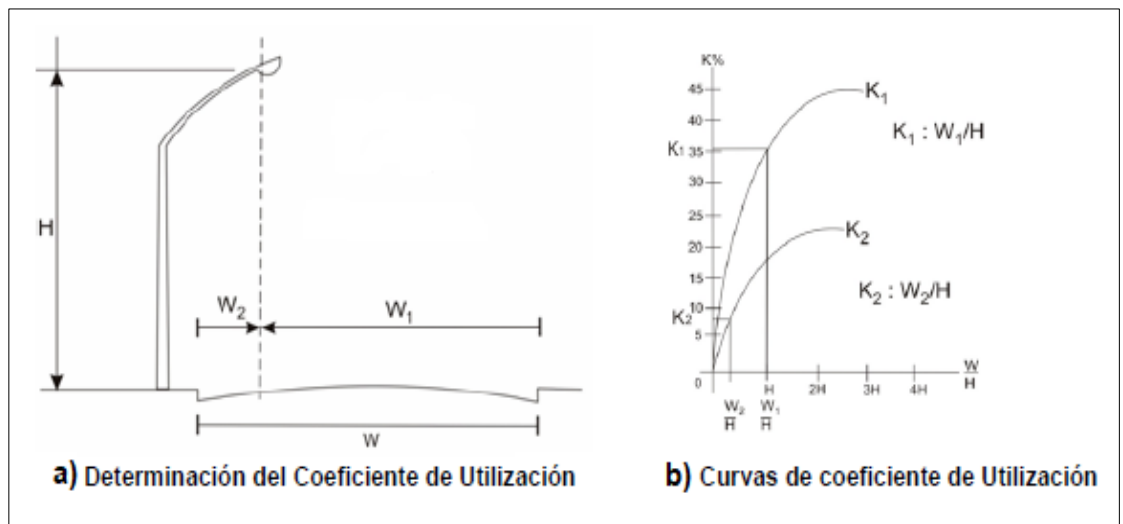 H
W2
W1
W
a) Determinación del Coeficiente de Utilización
K%
45
40
K1
35
25
20
15
10
K2
5
0
K1
K1 : W1/H
K2
K2 : W2/H
H
2H
3H
4H
W/H
W2/H
W1/H
b) Curvas de coeficiente de Utilización